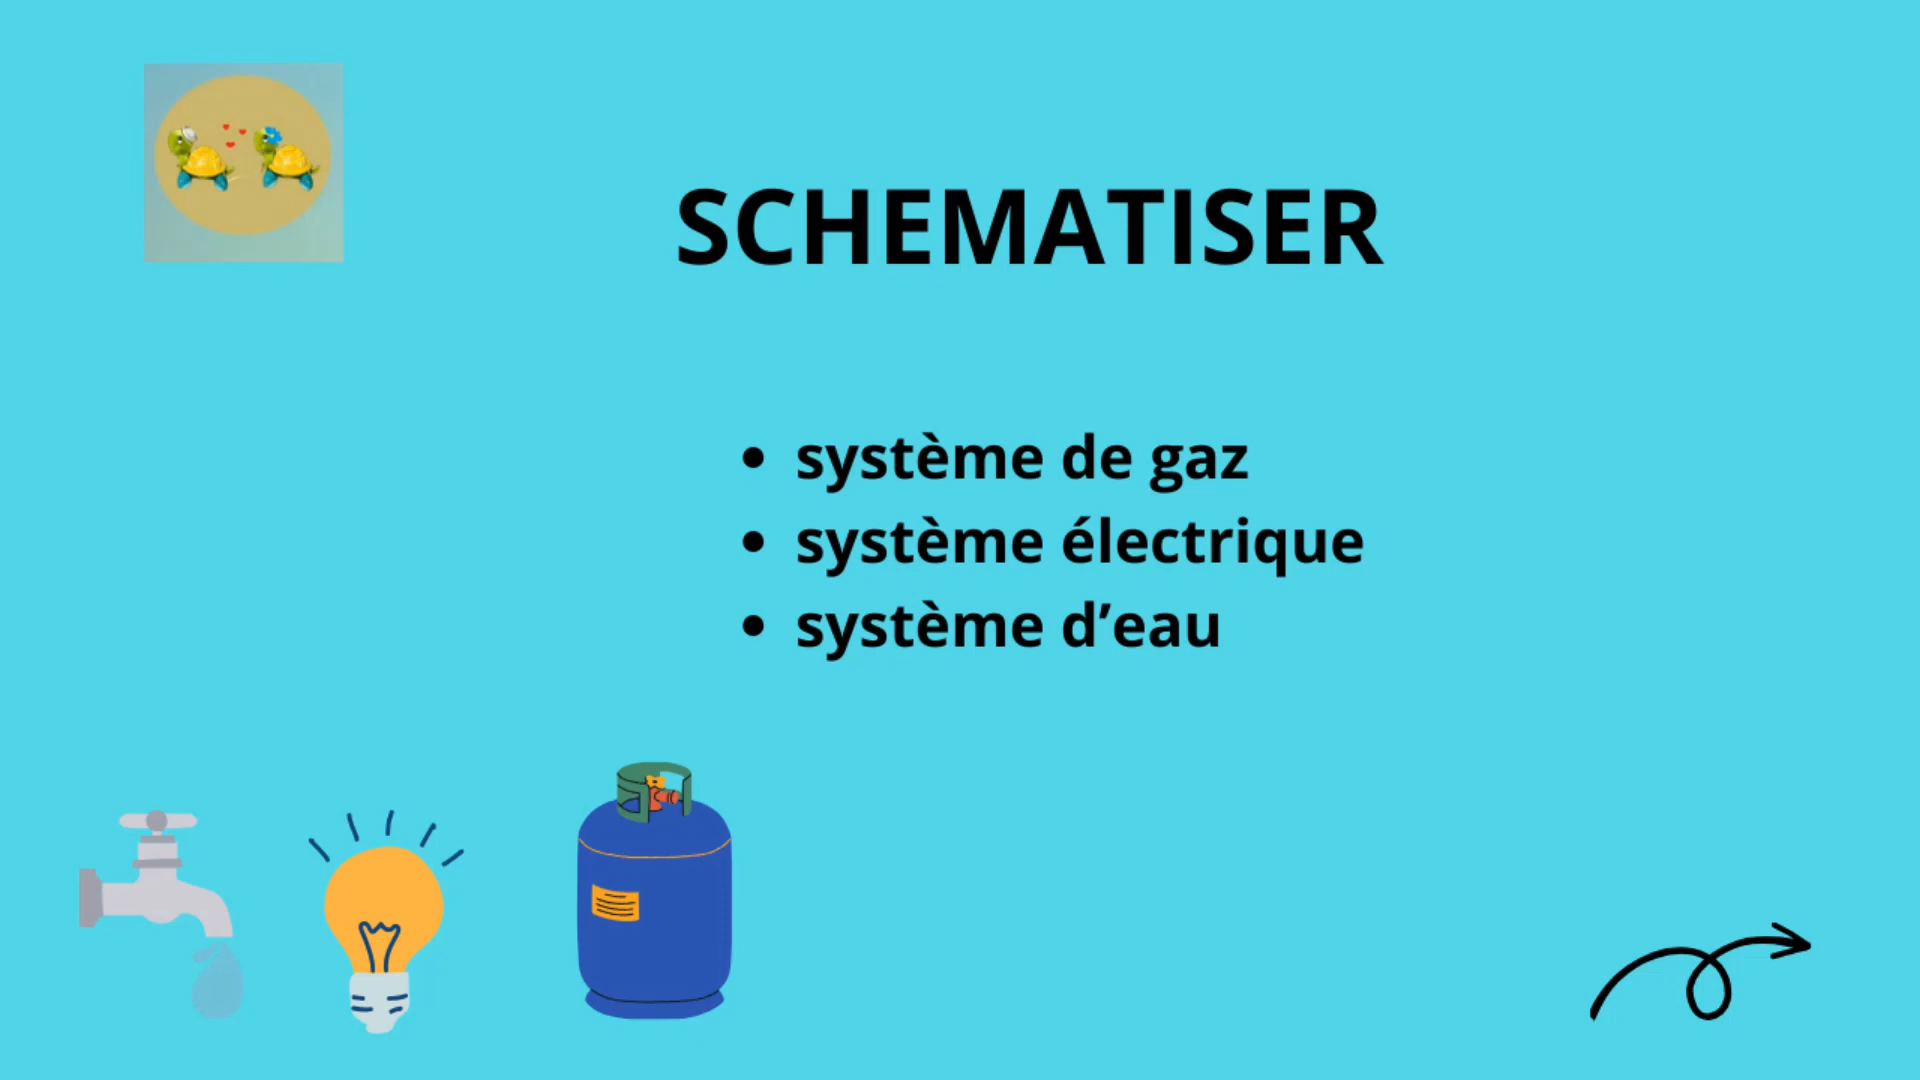 SCHEMATISER
• système de gaz
• système électrique
• système d’eau